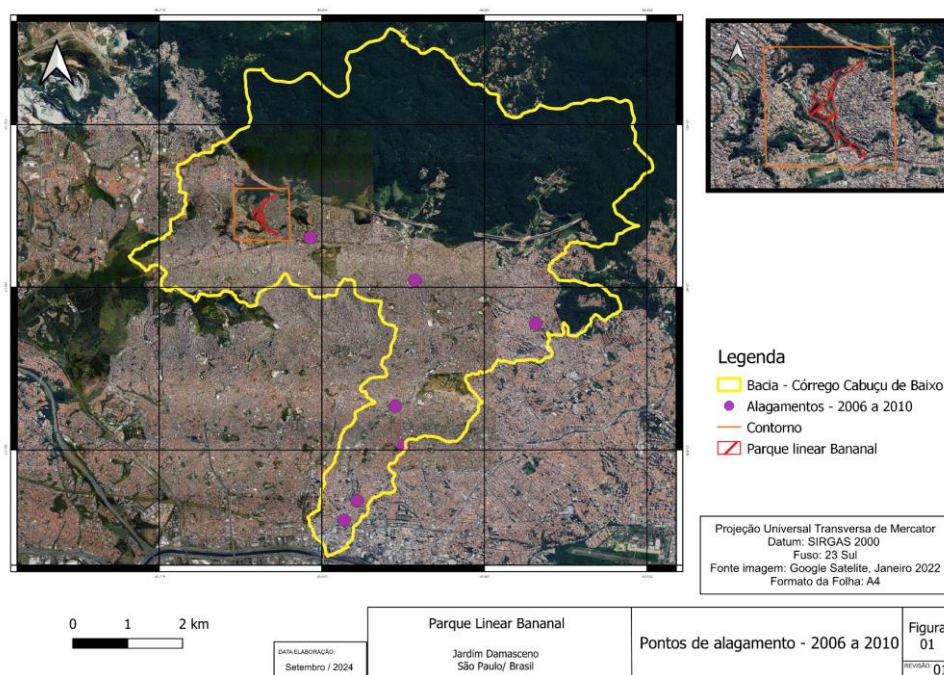 Legenda
Bacia - Córrego Cabuçu de Baixo
Alagamentos - 2006 a 2010
Contorno
Parque linear Bananal
Projeção Universal Transversa de Mercator
Datum: SIRGAS 2000
Fuso: 23 Sul
Fonte imagem: Google Satelite, Janeiro 2022
Formato da Folha: A4
0 1 2 km
DATA ELABORAÇÃO:
Setembro / 2024
Parque Linear Bananal
Jardim Damasceno
São Paulo/ Brasil
Pontos de alagamento - 2006 a 2010
Figura
01
REVISÃO: 01